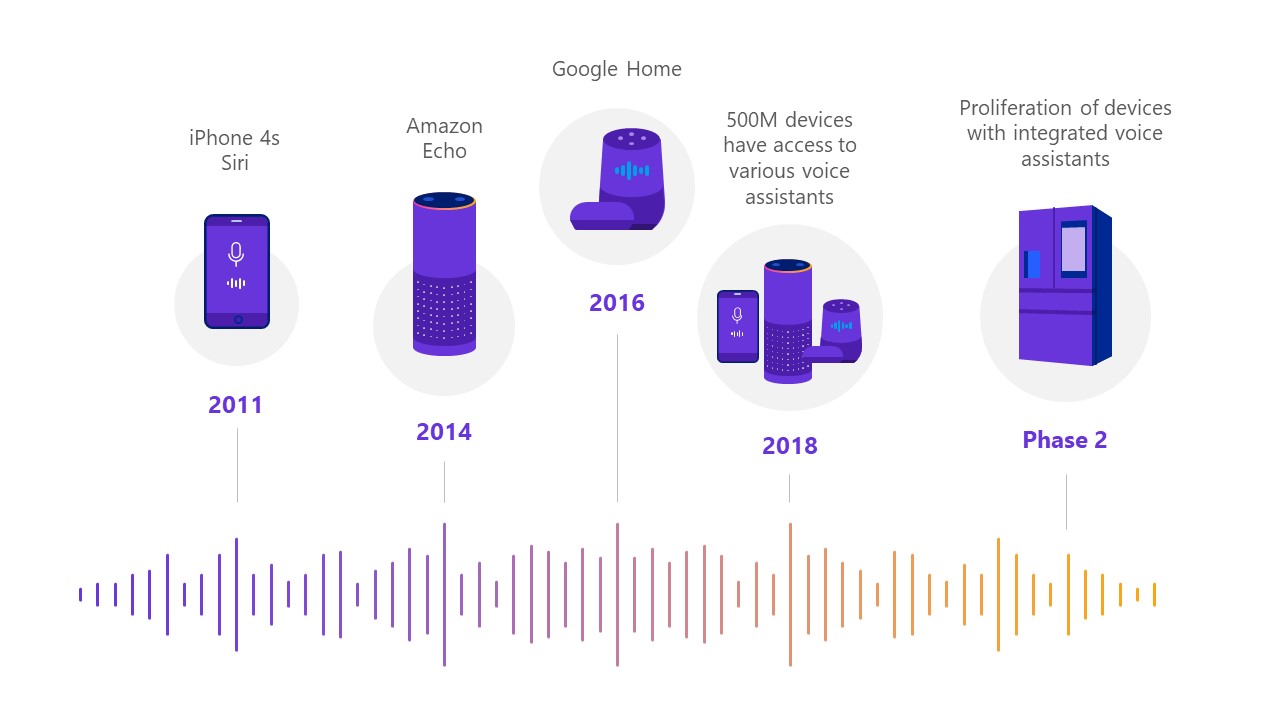 iPhone 4s
Siri
2011
Amazon
Echo
2014
Google Home
2016
500M devices
have access to
various voice
assistants
2018
Proliferation of devices
with integrated voice
assistants
Phase 2